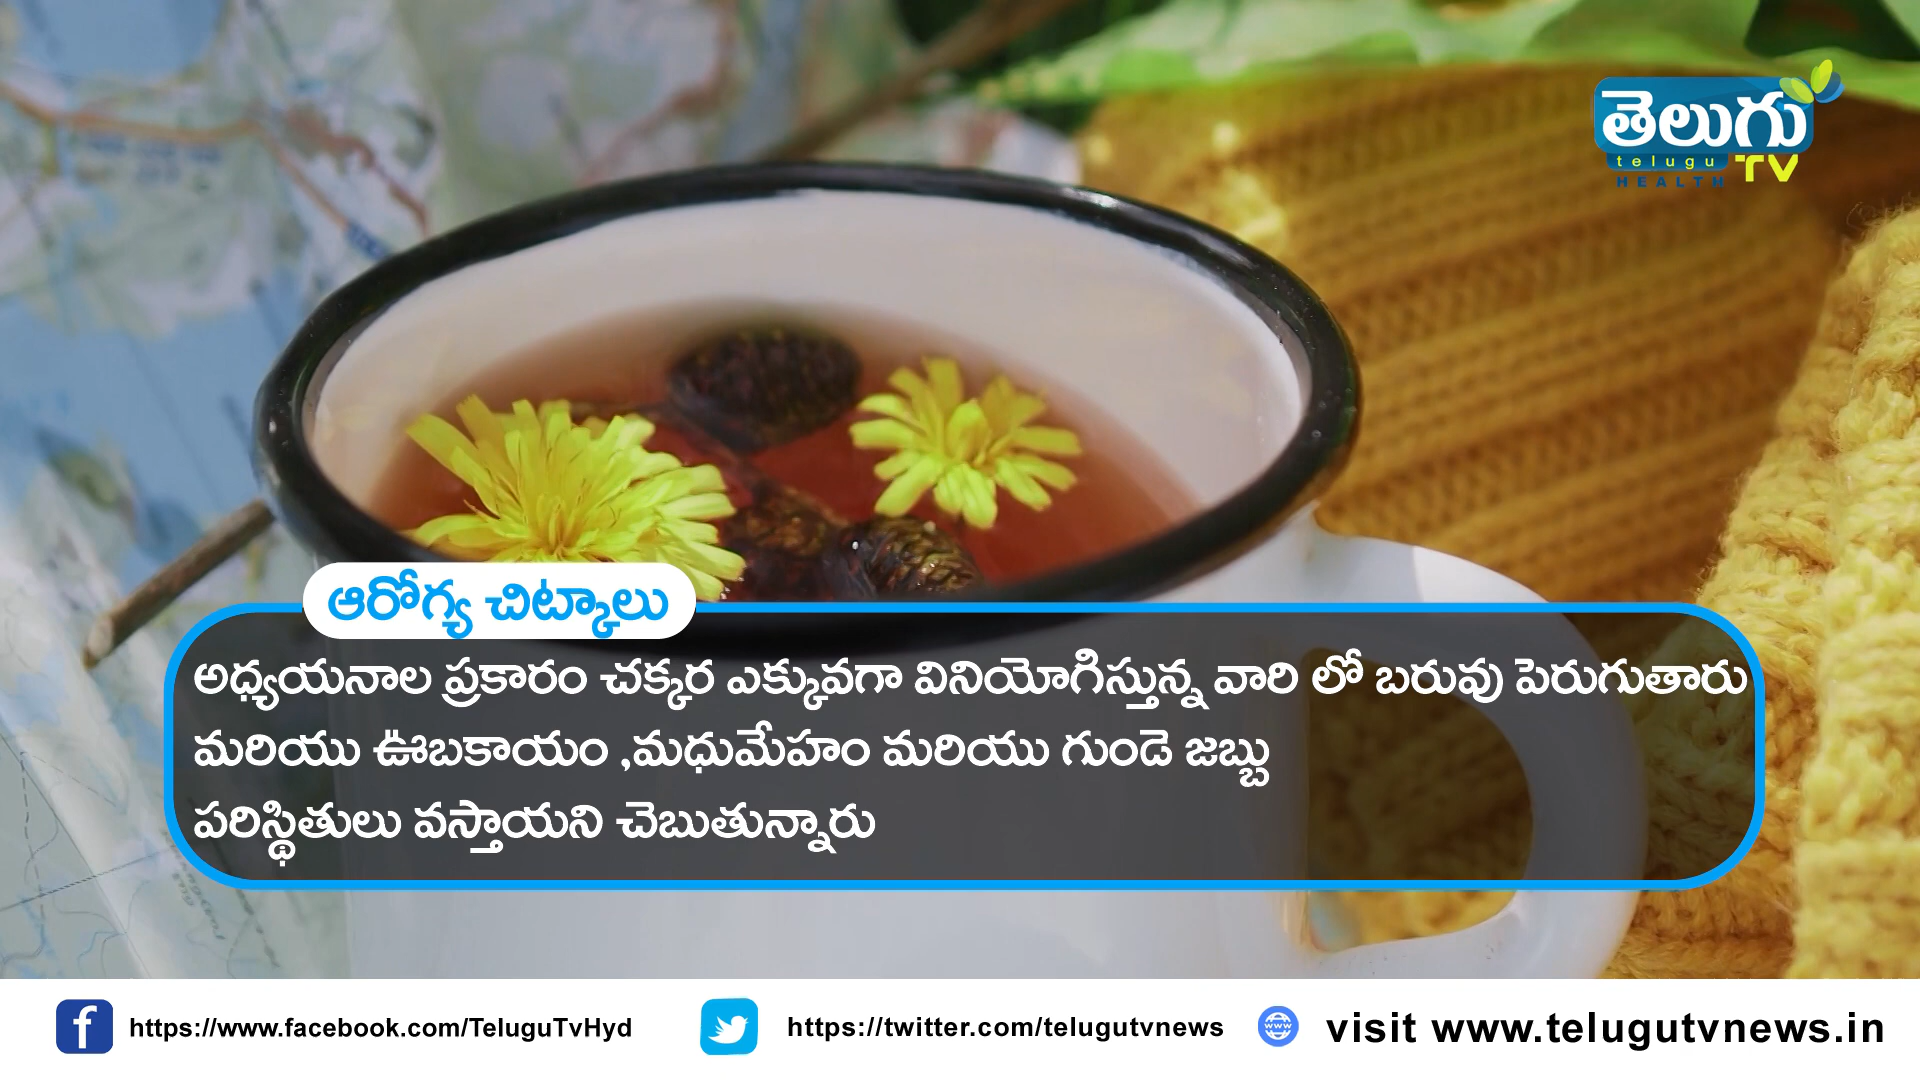 తెలుగు
telugu TV
HEALTH
ఆరోగ్య చిట్కాలు
అధ్యయనాల ప్రకారం చక్కర ఎక్కువగా వినియోగిస్తున్న వారి లో బరువు పెరుగుతారు
మరియు ఊబకాయం ,మధుమేహం మరియు గుండె జబ్బు
పరిస్థితులు వస్తాయని చెబుతున్నారు
https://www.facebook.com/TeluguTvHyd
https://twitter.com/telugutvnews
www
visit www.telugutvnews.in